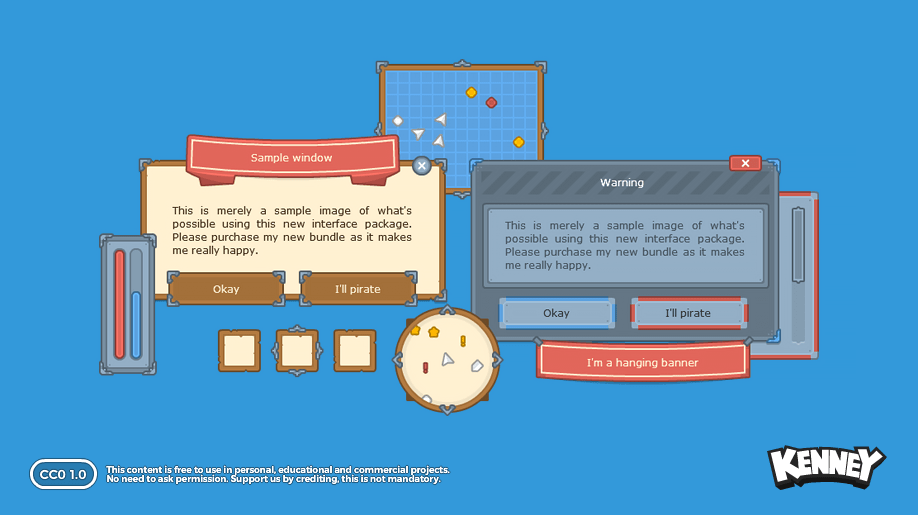 Sample window
This is merely a sample image of what's
possible using this new interface package.
Please purchase my new bundle as it makes
me really happy.
Okay
I'll pirate
Warning
This is merely a sample image of what's
possible using this new interface package.
Please purchase my new bundle as it makes
me really happy.
Okay
I'll pirate
I'm a hanging banner
CC0 1.0
This content is free to use in personal, educational and commercial projects.
No need to ask permission. Support us by crediting, this is not mandatory.
KENNEY